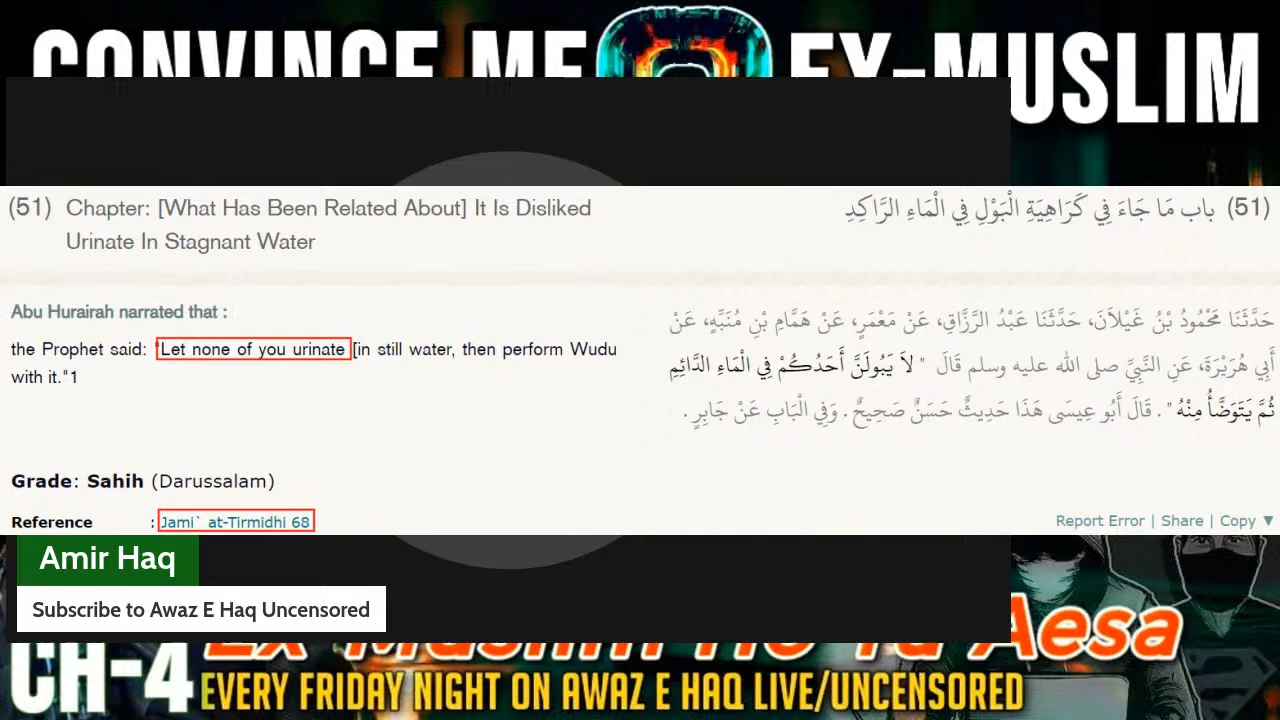 CONVINCE ME EX-MUSLIM
(51) Chapter: [What Has Been Related About] It Is Disliked
Urinate In Stagnant Water
(51) باب مَا جَاءَ فِي كَرَاهِيَةِ الْبَوْلِ فِي الْمَاءِ الرَّاكِدِ
Abu Hurairah narrated that :
the Prophet said: "Let none of you urinate [in still water, then perform Wudu
with it."1
حَدَّثَنَا مَحْمُودُ بْنُ غَيْلاَنَ، حَدَّثَنَا عَبْدُ الرَّزَّاقِ، عَنْ مَعْمَرٍ، عَنْ هَمَّامِ بْنِ مُنَبِّهٍ، عَنْ
أَبِي هُرَيْرَةَ، عَنِ النَّبِيِّ صلى الله عليه وسلم قَالَ " لاَ يَبُولَنَّ أَحَدُكُمْ فِي الْمَاءِ الدَّائِمِ
ثُمَّ يَتَوَضَّأُ مِنْهُ " . قَالَ أَبُو عِيسَى هَذَا حَدِيثٌ حَسَنٌ صَحِيحٌ . وَفِي الْبَابِ عَنْ جَابِرٍ .
Grade: Sahih (Darussalam)
Reference : Jami` at-Tirmidhi 68
Report Error | Share | Copy ▼
Amir Haq
Subscribe to Awaz E Haq Uncensored
Ex Muslim Ho To Aesa
CH-4 EVERY FRIDAY NIGHT ON AWAZ E HAQ LIVE/UNCENSORED